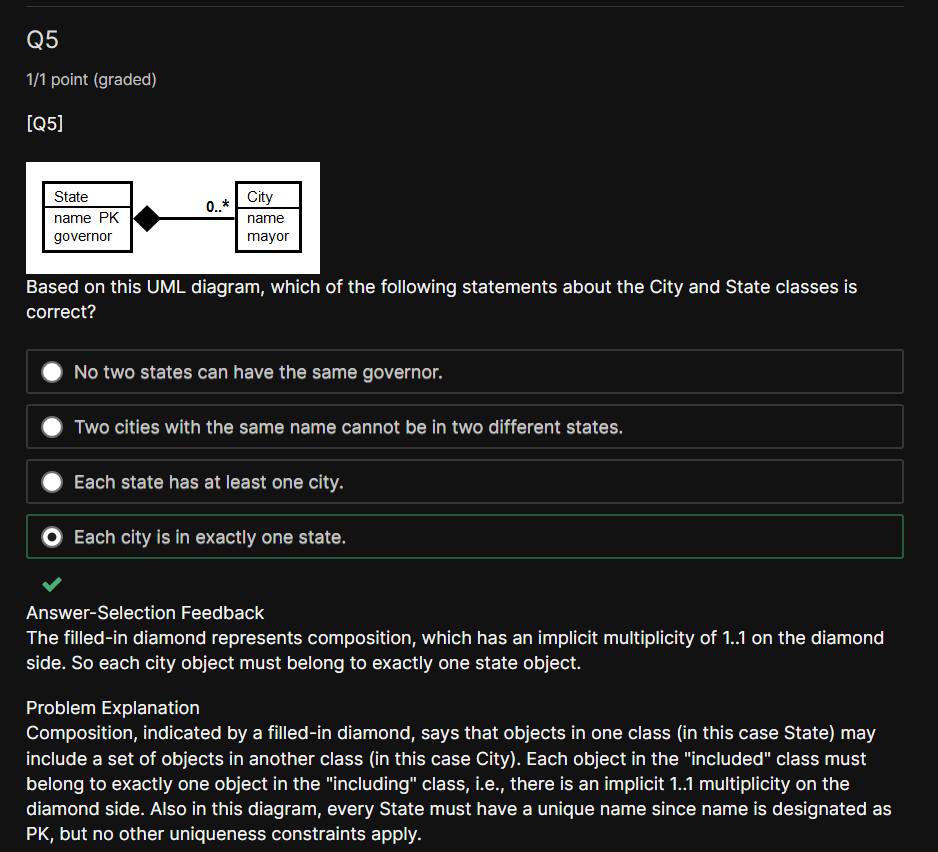 Q5
1/1 point (graded)
[Q5]
State
name PK
governor
0..*
City
name
mayor
Based on this UML diagram, which of the following statements about the City and State classes is
correct?
No two states can have the same governor.
Two cities with the same name cannot be in two different states.
Each state has at least one city.
Each city is in exactly one state.
Answer-Selection Feedback
The filled-in diamond represents composition, which has an implicit multiplicity of 1..1 on the diamond
side. So each city object must belong to exactly one state object.
Problem Explanation
Composition, indicated by a filled-in diamond, says that objects in one class (in this case State) may
include a set of objects in another class (in this case City). Each object in the "included" class must
belong to exactly one object in the "including" class, i.e., there is an implicit 1..1 multiplicity on the
diamond side. Also in this diagram, every State must have a unique name since name is designated as
PK, but no other uniqueness constraints apply.